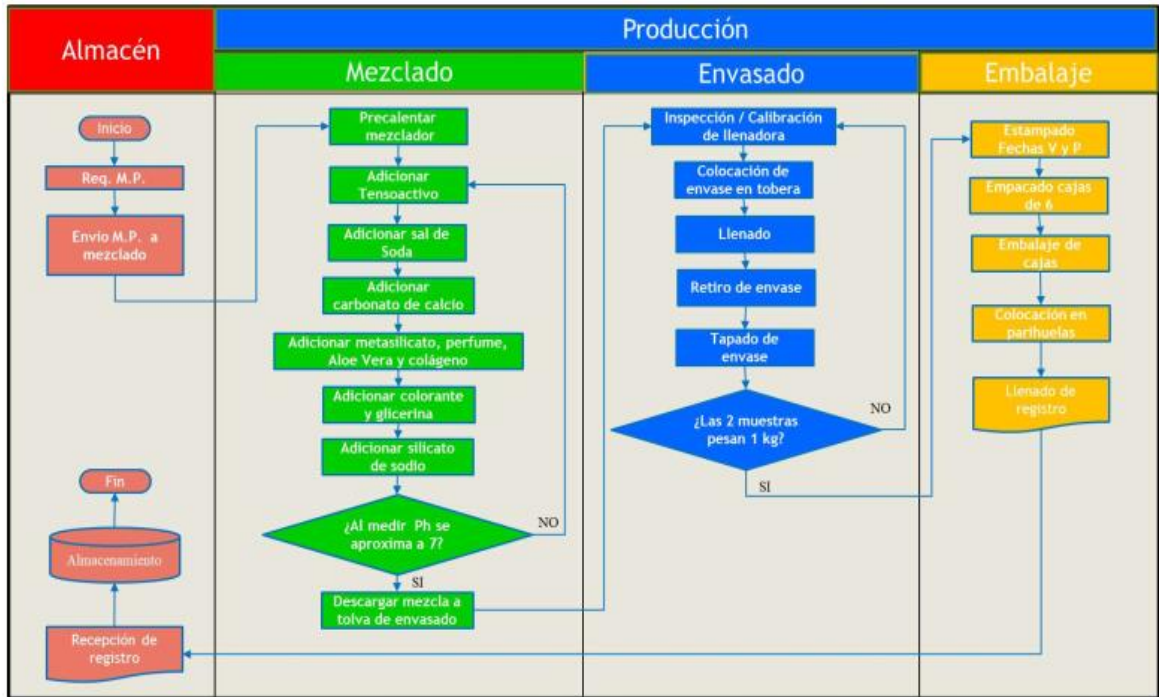 Almacén
Producción
Mezclado
Envasado
Embalaje
Inicio
Req. M.P.
Envío M.P. a
mezclado
Fin
Almacenamiento
Recepción de
registro
Precalentar
mezclador
Adicionar
Tensoactivo
Adicionar sal de
Soda
Adicionar
carbonato de calcio
Adicionar metasilicato, perfume,
Aloe Vera y colágeno
Adicionar colorante
y glicerina
Adicionar silicato
de sodio
¿Al medir Ph se
aproxima a 7?
NO
SI
Descargar mezcla a
tolva de envasado
Inspección / Calibración
de llenadora
Colocación de
envase en tobera
Llenado
Retiro de envase
Tapado de
envase
¿Las 2 muestras
pesan 1 kg?
NO
SI
Estampado
Fechas V y P
Empacado cajas
de 6
Embalaje de
cajas
Colocación en
parihuelas
Llenado de
registro